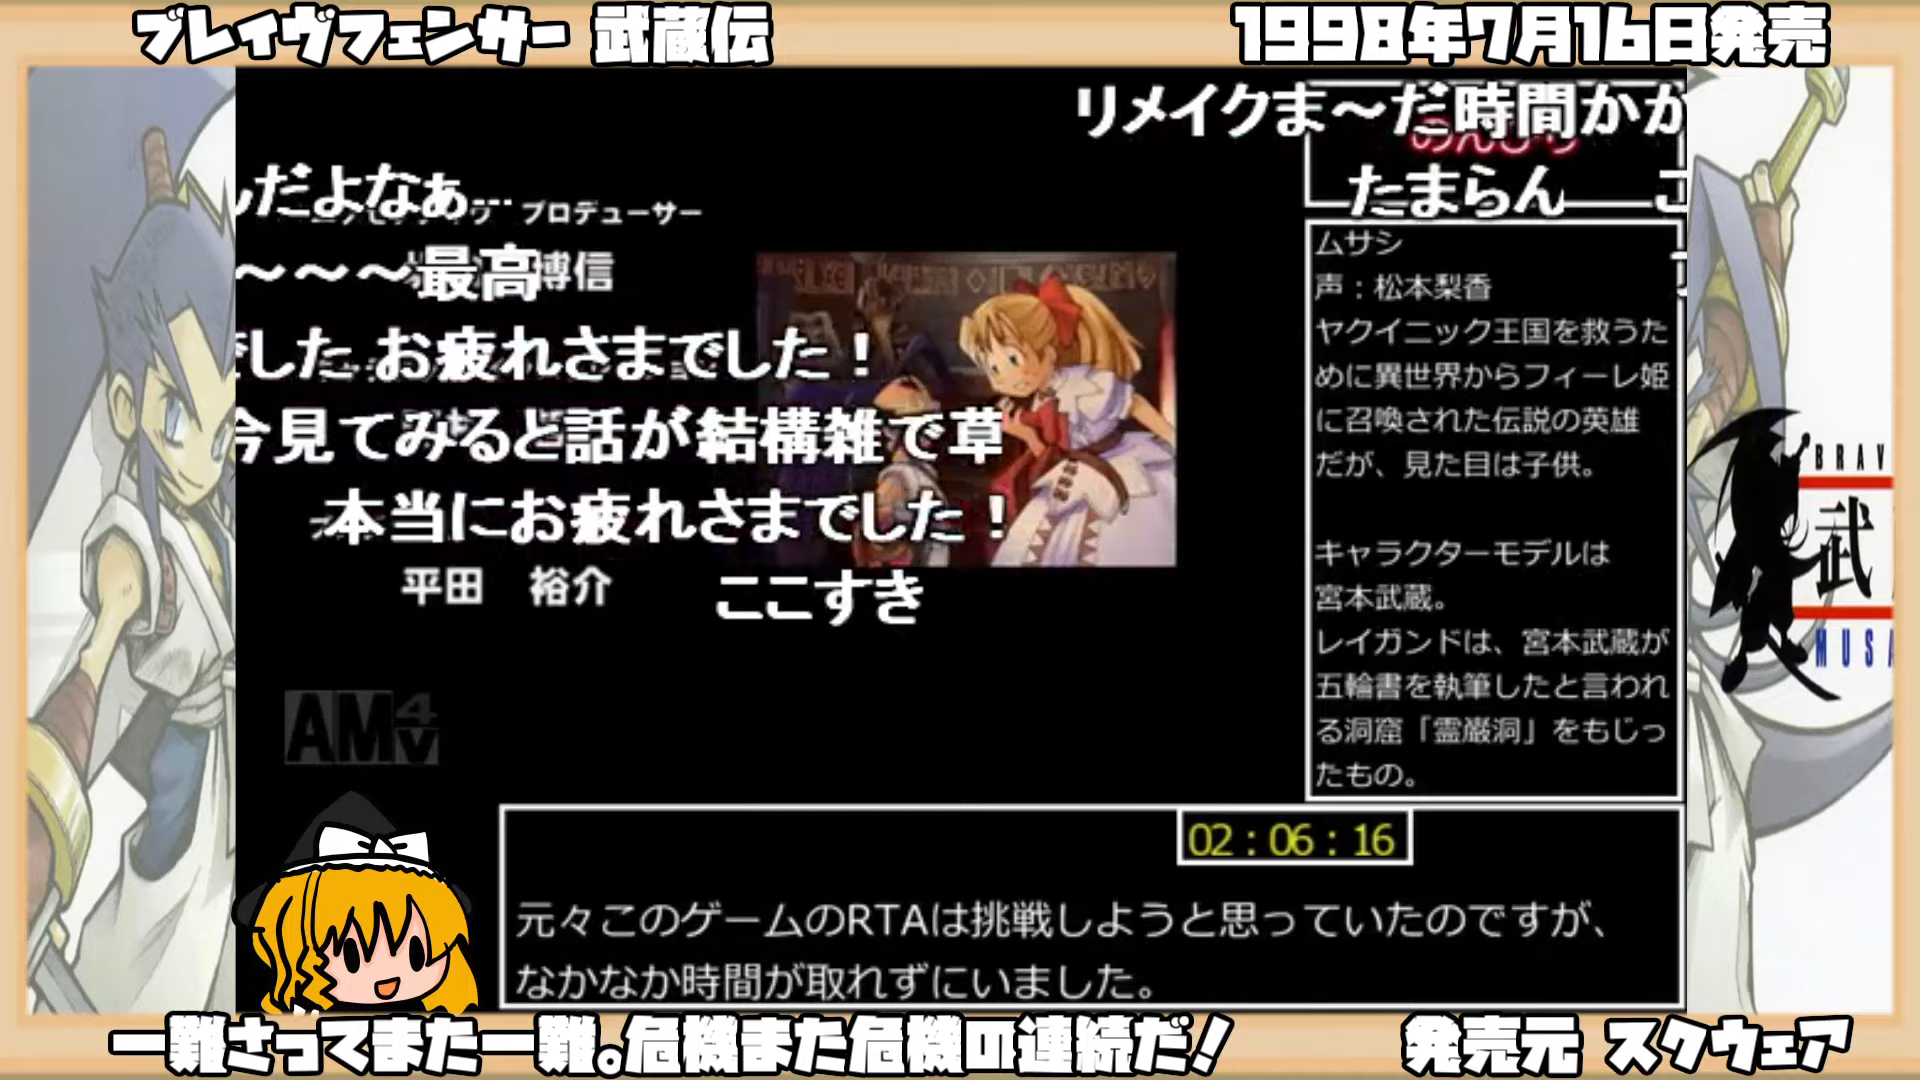 ブレイヴフェンサー 武蔵伝
1998年7月16日発売
リメイクま～だ時間かか
のんびり
んだよなぁ…
たまらん
プロデューサー
～～～最高
博信
でした お疲れさまでした！
今見てみると話が結構雑で草
本当にお疲れさまでした！
平田 裕介
ここすき
AM4V
ムサシ
声：松本梨香
ヤクイニック王国を救うた
めに異世界からフィーレ姫
に召喚された伝説の英雄
だが、見た目は子供。
キャラクターモデルは
宮本武蔵。
レイガンドは、宮本武蔵が
五輪書を執筆したと言われ
る洞窟「霊巌洞」をもじっ
たもの。
BRAV
武
MUSA
02：06：16
元々このゲームのRTAは挑戦しようと思っていたのですが、
なかなか時間が取れずにいました。
一難さってまた一難。危機また危機の連続だ！
発売元 スクウェア